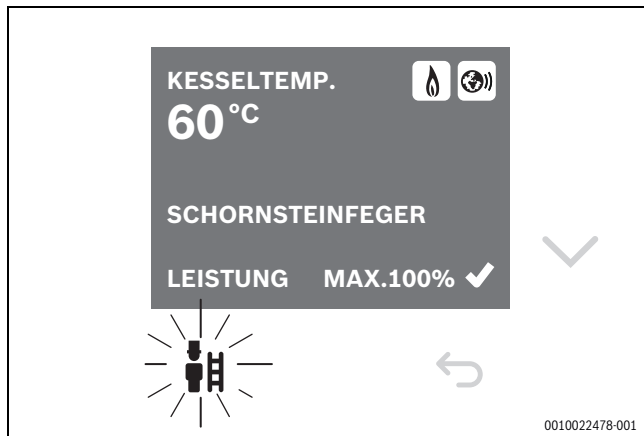 KESSELTEMP.
60°C
SCHORNSTEINFEGER
LEISTUNG MAX.100%
0010022478-001